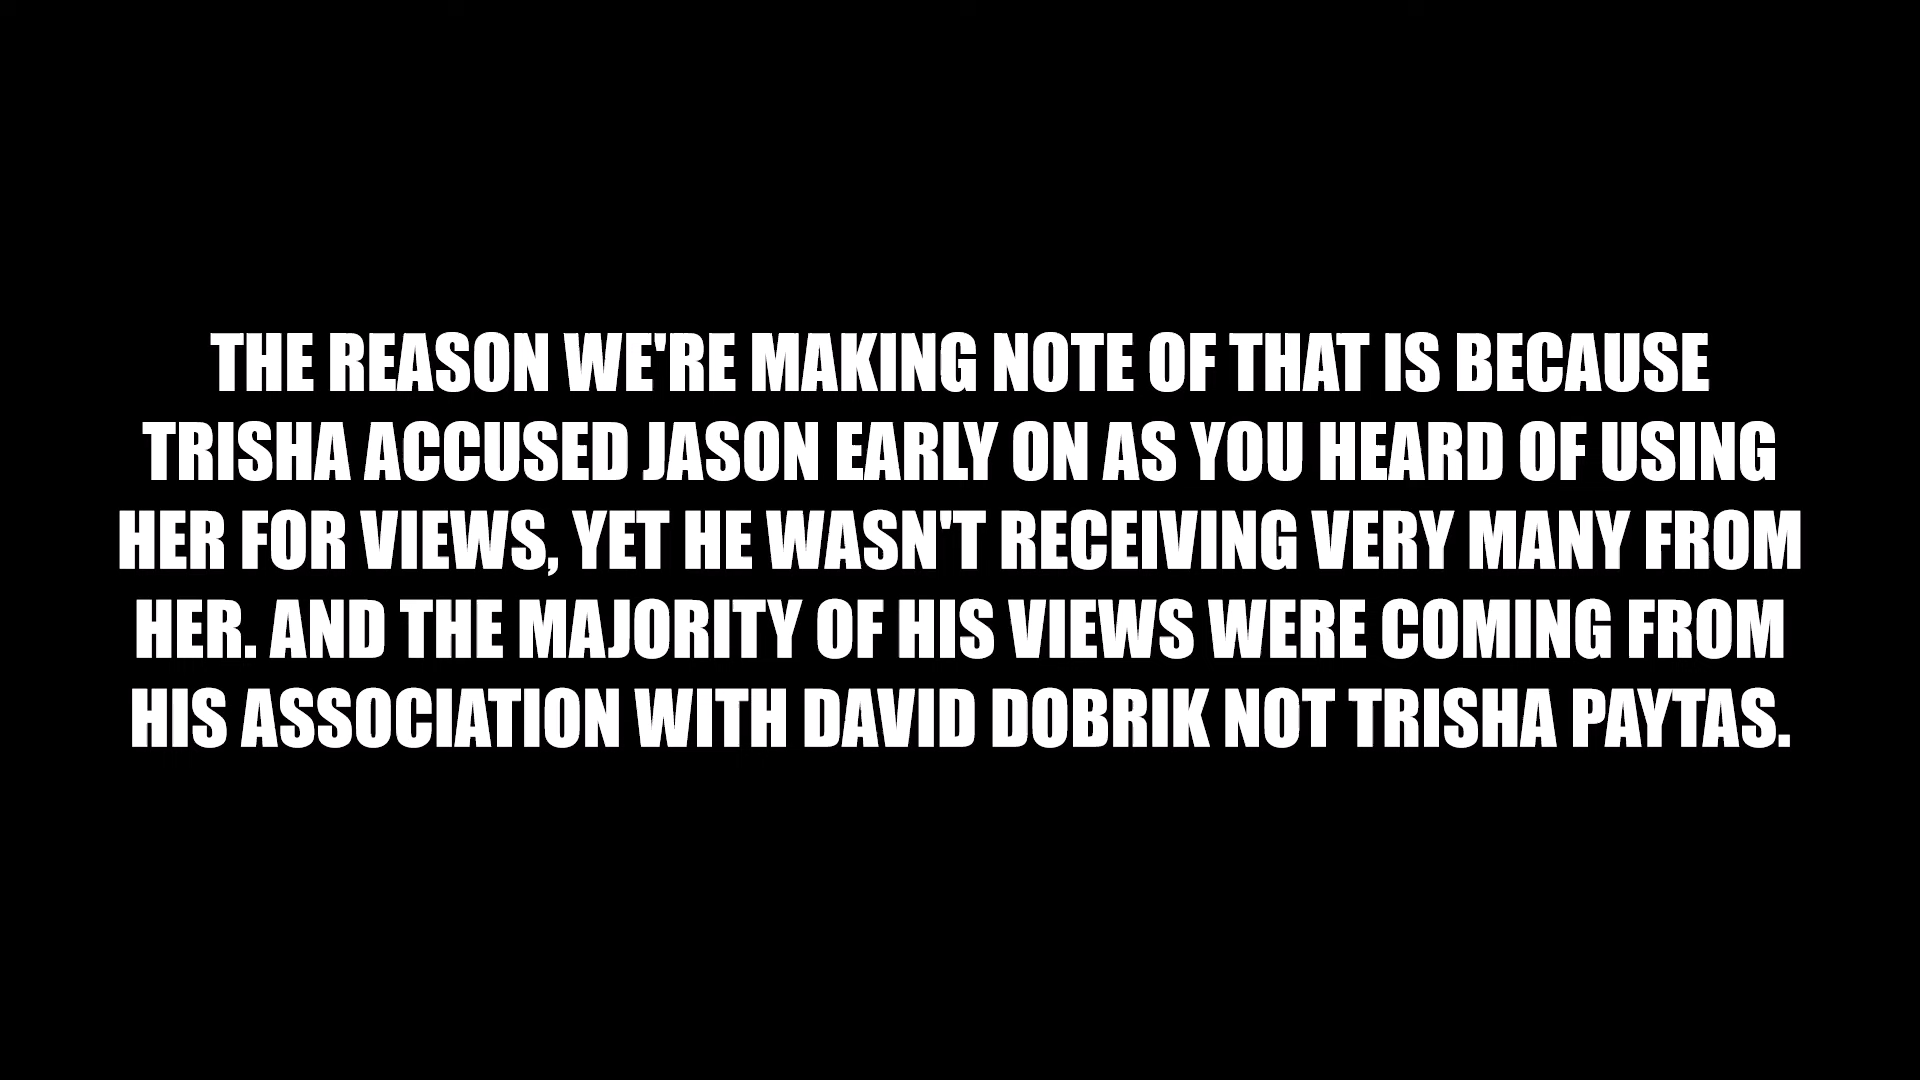 THE REASON WE'RE MAKING NOTE OF THAT IS BECAUSE
TRISHA ACCUSED JASON EARLY ON AS YOU HEARD OF USING
HER FOR VIEWS, YET HE WASN'T RECEIVING VERY MANY FROM
HER. AND THE MAJORITY OF HIS VIEWS WERE COMING FROM
HIS ASSOCIATION WITH DAVID DOBRIK NOT TRISHA PAYTAS.